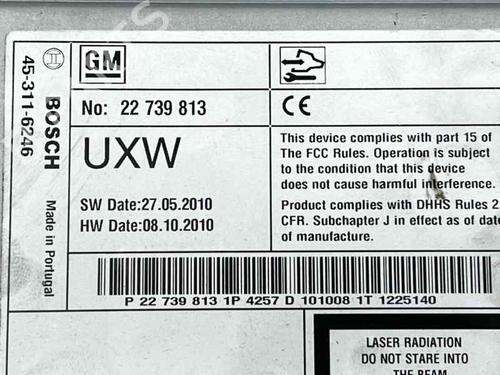 BOSCH
45-311-6246
Made in Portugal
GM
No: 22 739 813
UXW
SW Date:27.05.2010
HW Date:08.10.2010
CE
This device complies with part 15 of
The FCC Rules. Operation is subject
to the condition that this device
does not cause harmful interference.
Product complies with DHHS Rules 2
CFR. Subchapter J in effect as of date
of manufacture.
P 22 739 813 1P 4257 D 101008 1T 1225140
LASER RADIATION
DO NOT STARE INTO
THE BEAM